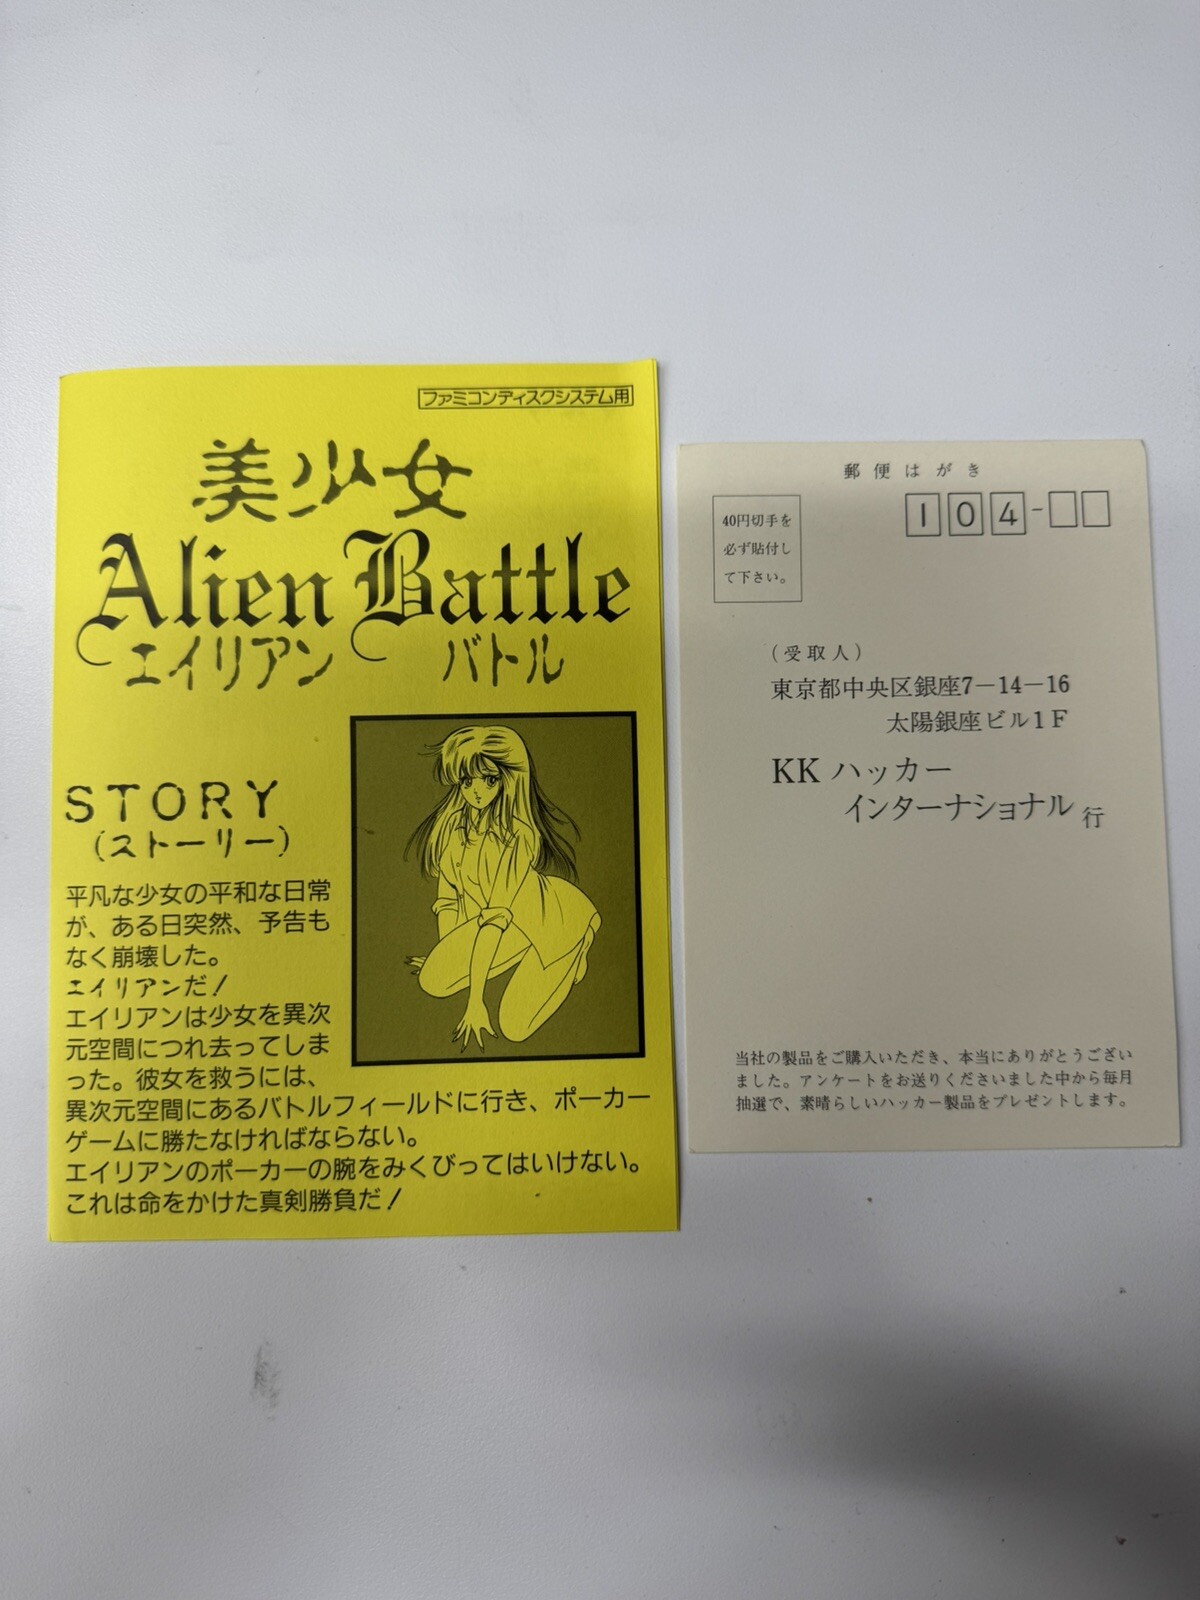 ファミコンディスクシステム用
美少女
Alien Battle
エイリアン バトル
STORY
(ストーリー)
平凡な少女の平和な日常
が、ある日突然、予告も
なく崩壊した。
エイリアンだ!
エイリアンは少女を異次
元空間につれ去ってしま
った。彼女を救うには、
異次元空間にあるバトルフィールドに行き、ポーカー
ゲームに勝たなければならない。
エイリアンのポーカーの腕をみくびってはいけない。
これは命をかけた真剣勝負だ!
郵便はがき
40円切手を
必ず貼付し
て下さい。
104-
(受取人)
東京都中央区銀座7-14-16
太陽銀座ビル1F
KK ハッカー
インターナショナル 行
当社の製品をご購入いただき、本当にありがとうござい
ました。アンケートをお送りくださいました中から毎月
抽選で、素晴らしいハッカー製品をプレゼントします。